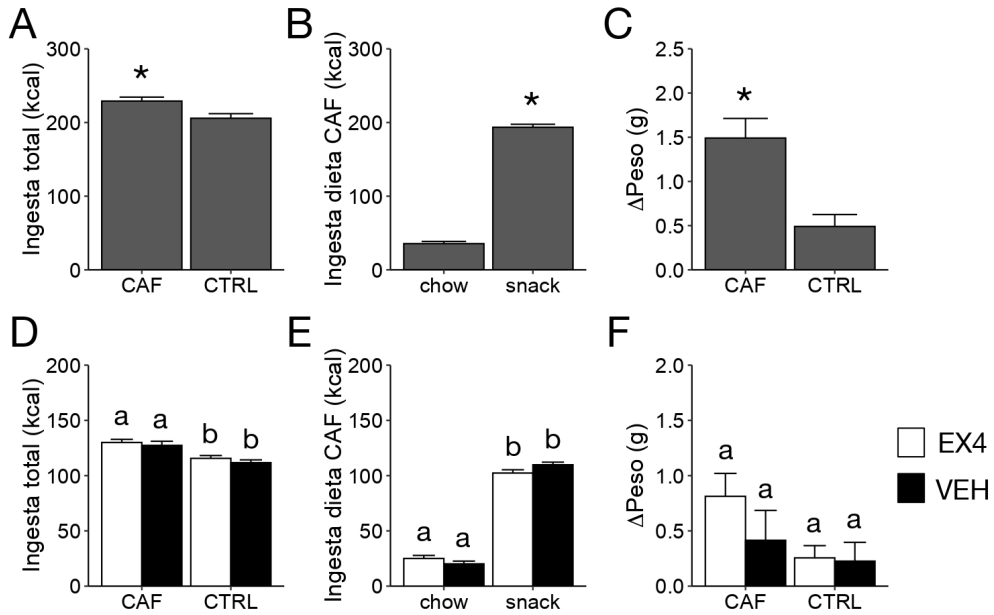 A
Ingesta total (kcal)
300
200
100
0
*
CAF
CTRL
B
Ingesta dieta CAF (kcal)
300
200
100
0
*
chow
snack
C
ΔPeso (g)
2.5
2.0
1.5
1.0
0.5
0.0
*
CAF
CTRL
D
Ingesta total (kcal)
200
150
100
50
0
a a b b
CAF
CTRL
E
Ingesta dieta CAF (kcal)
200
150
100
50
0
a a b b
chow
snack
F
ΔPeso (g)
2.0
1.5
1.0
0.5
0.0
a a a a
CAF
CTRL
EX4
VEH